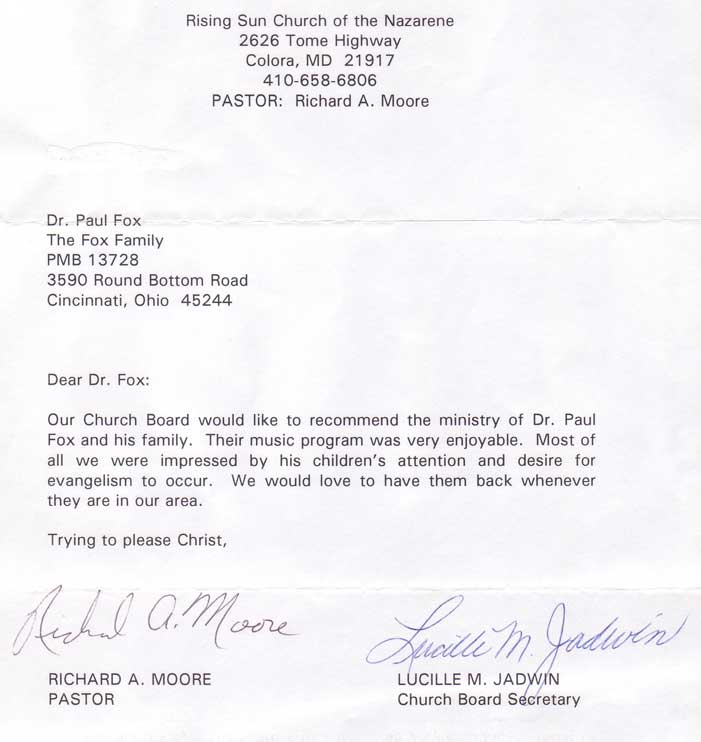 Rising Sun Church of the Nazarene
2626 Tome Highway
Colora, MD 21917
410-658-6806
PASTOR: Richard A. Moore
Dr. Paul Fox
The Fox Family
PMB 13728
3590 Round Bottom Road
Cincinnati, Ohio 45244
Dear Dr. Fox:
Our Church Board would like to recommend the ministry of Dr. Paul
Fox and his family. Their music program was very enjoyable. Most of
all we were impressed by his children's attention and desire for
evangelism to occur. We would love to have them back whenever
they are in our area.
Trying to please Christ,
Richard A. Moore
Lucille M. Jadwin
RICHARD A. MOORE
LUCILLE M. JADWIN
PASTOR
Church Board Secretary